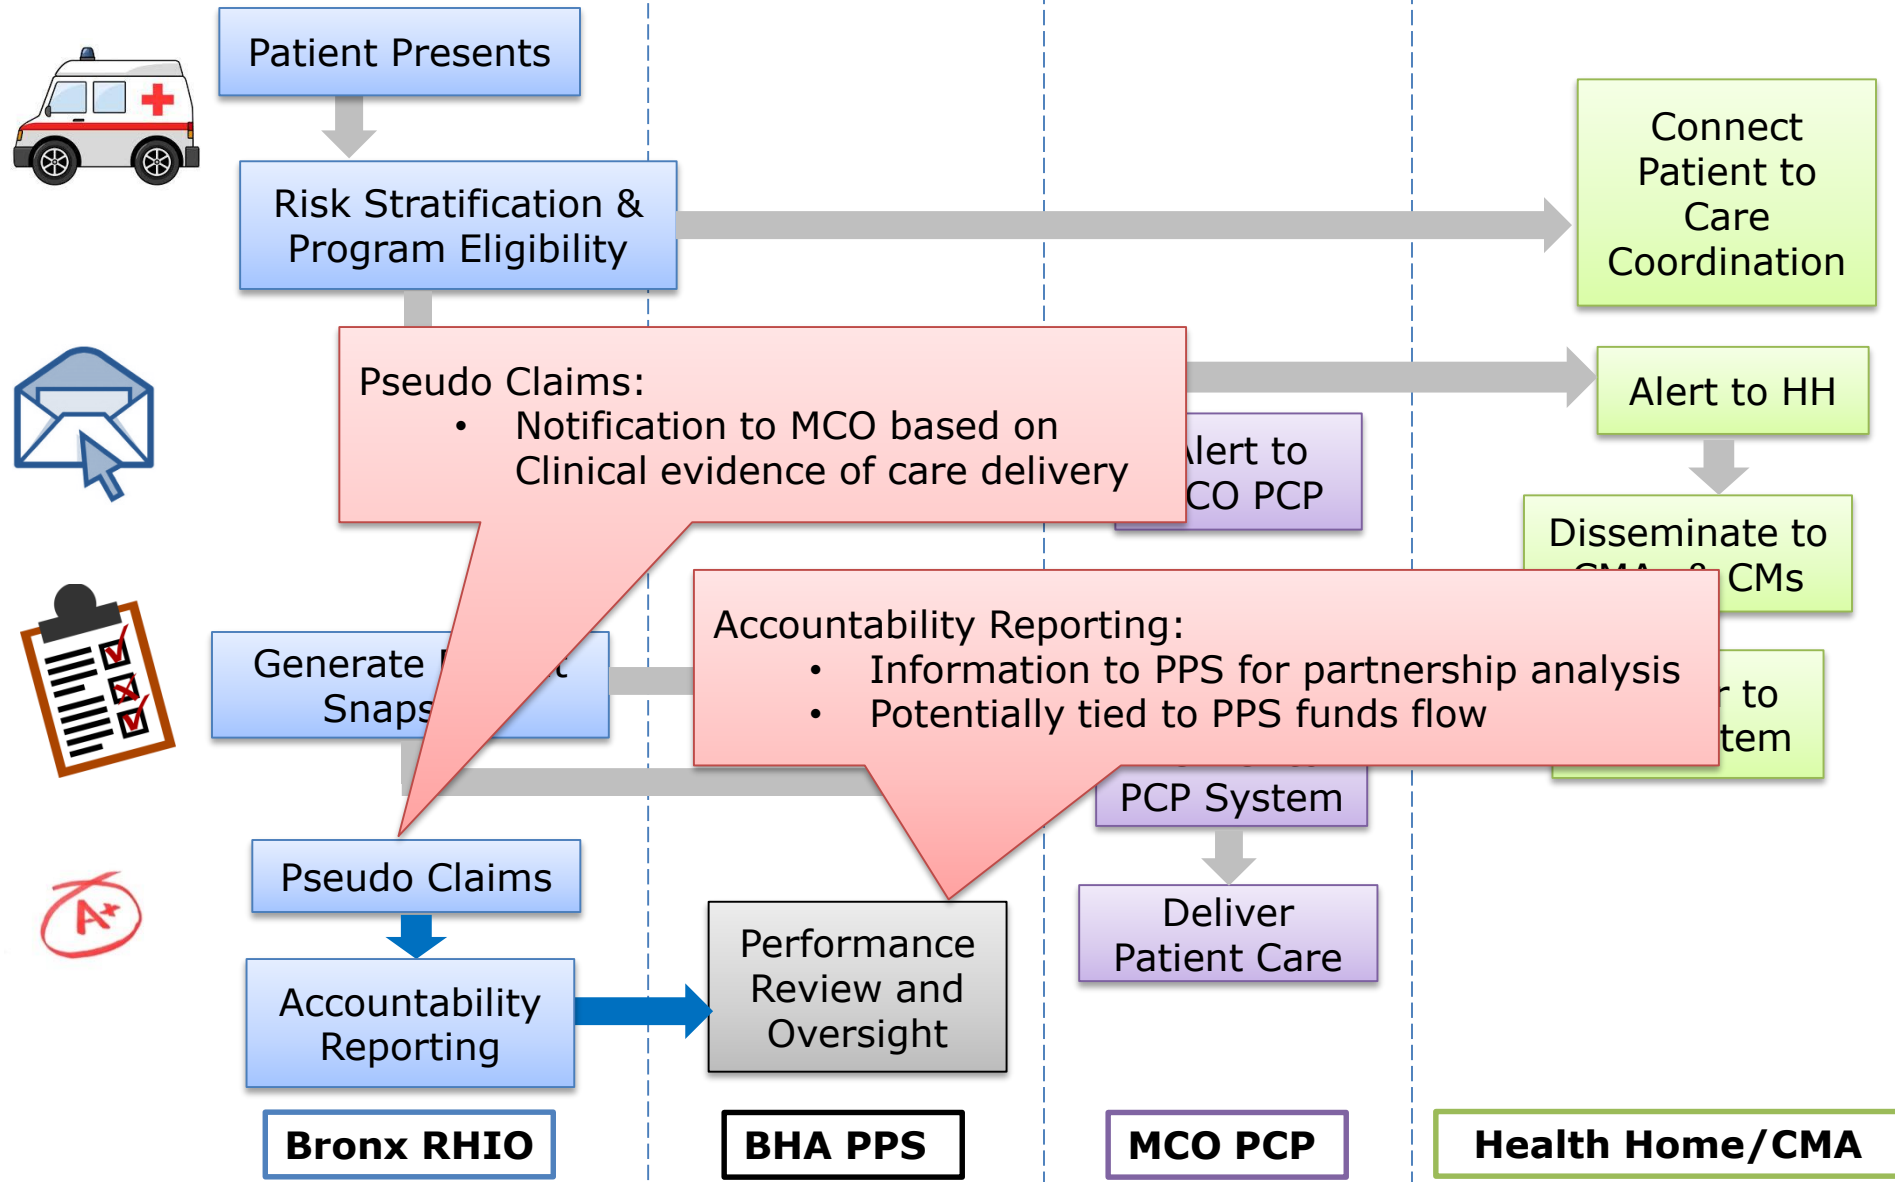 Patient Presents
Risk Stratification &
Program Eligibility
Connect
Patient to
Care
Coordination
Pseudo Claims:
• Notification to MCO based on
Clinical evidence of care delivery
Alert to HH
to
PCP
Disseminate to
& CMs
Accountability Reporting:
• Information to PPS for partnership analysis
• Potentially tied to PPS funds flow
Generate
to
PCP System
Pseudo Claims
Deliver
Patient Care
Performance
Review and
Oversight
Accountability
Reporting
A+
Bronx RHIO
BHA PPS
MCO PCP
Health Home/CMA